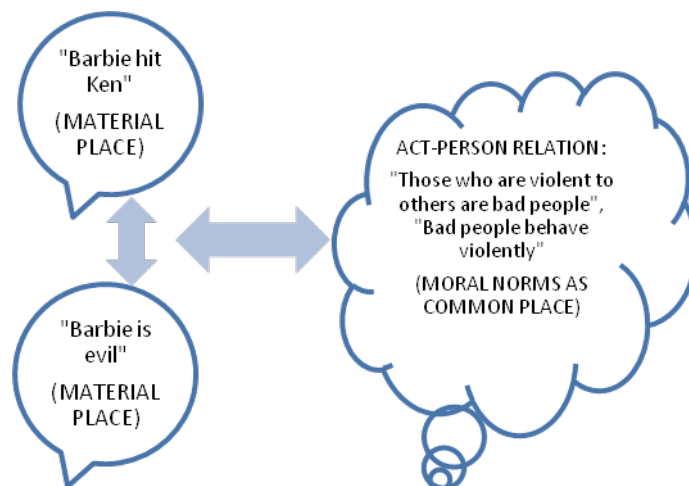 "Barbie hit
Ken"
(MATERIAL
PLACE)
"Barbie is
evil"
(MATERIAL
PLACE)
ACT-PERSON RELATION:
"Those who are violent to
others are bad people",
"Bad people behave
violently"
(MORAL NORMS AS
COMMON PLACE)